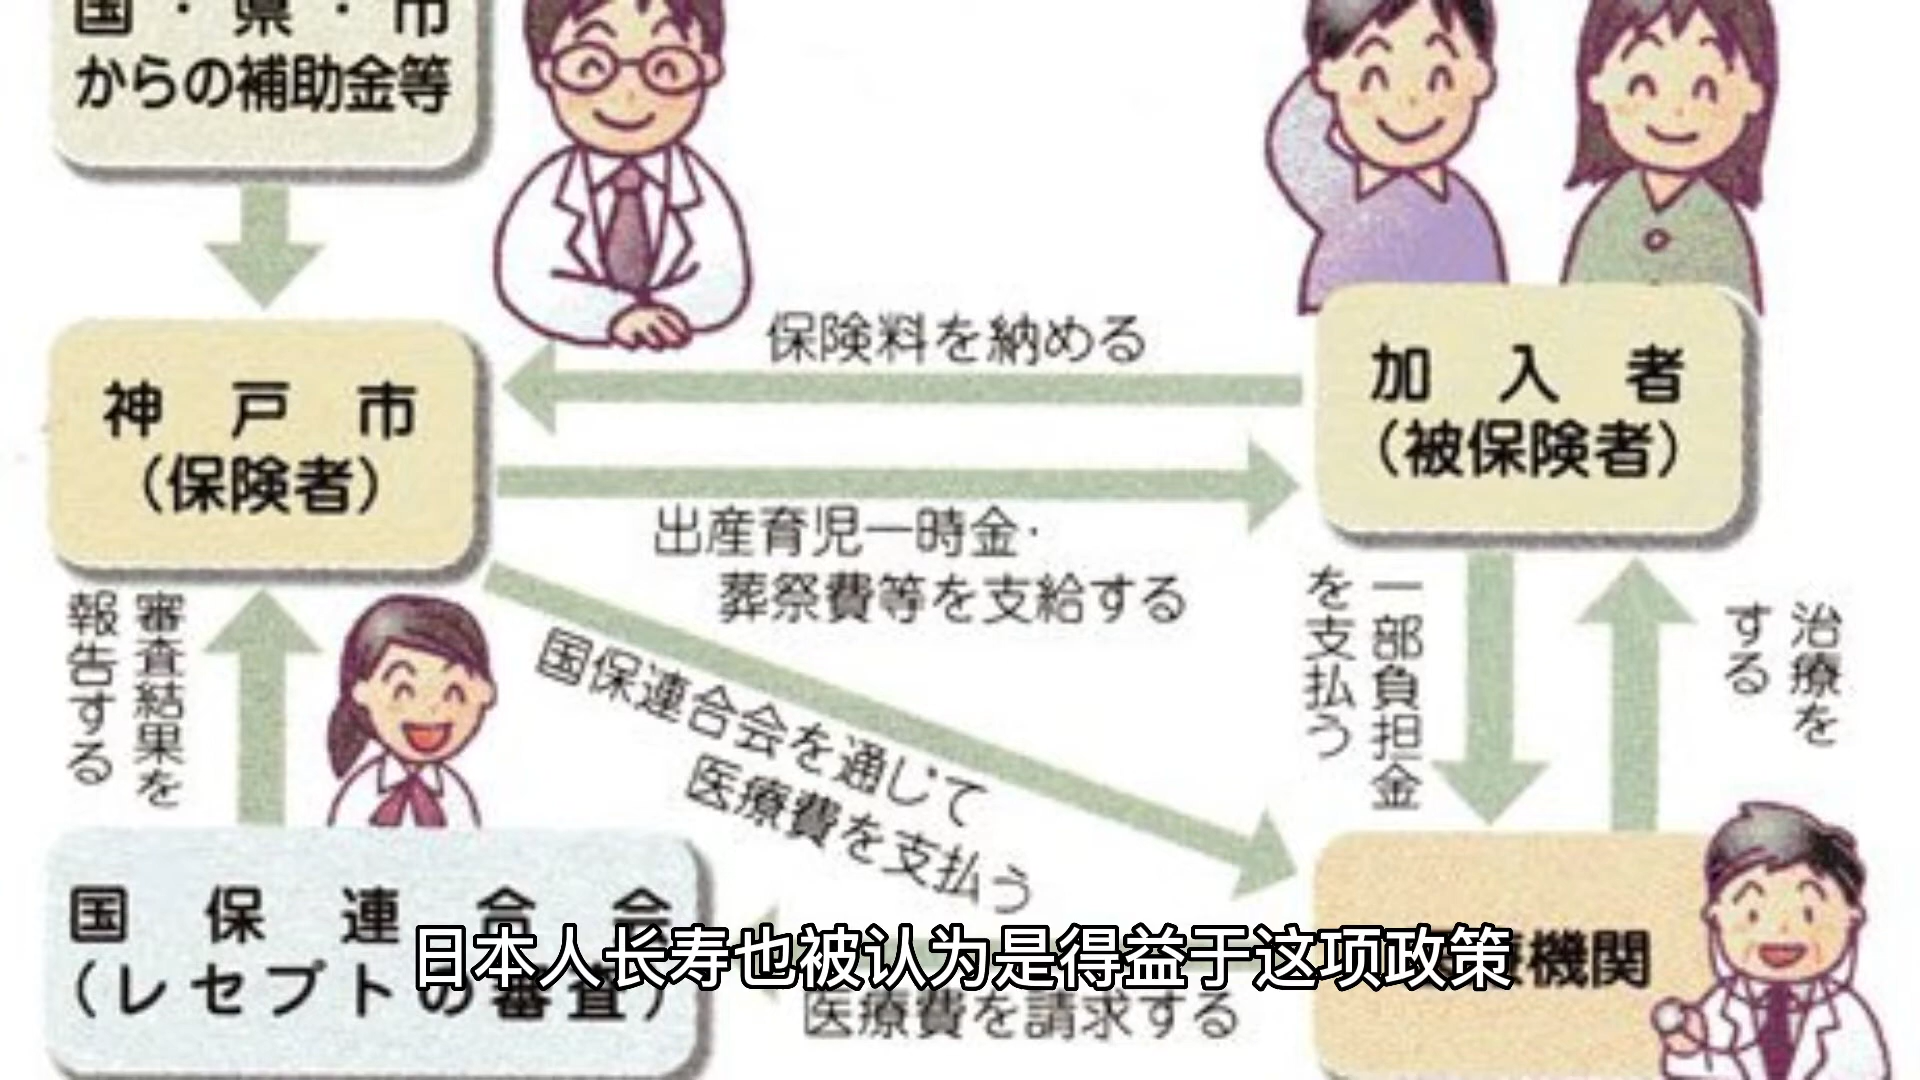 国・県・市
からの補助金等
神戸市
（保険者）
保険料を納める
加入者
（被保険者）
出産育児一時金・
葬祭費等を支給する
審査結果を
報告する
国保連合会を通じて
医療費を支払う
一部負担金
を支払う
治療を
する
国保連合会
（レセプトの審査）
機関
医療費を請求する
日本人长寿也被认为是得益于这项政策